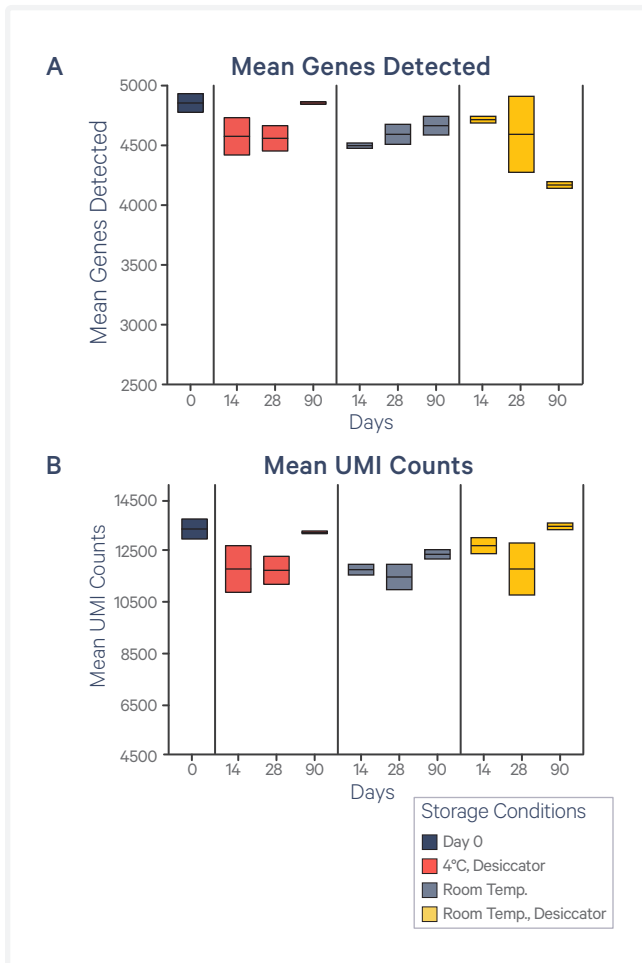 A Mean Genes Detected
5000
4500
4000
3500
3000
2500
Mean Genes Detected
0 14 28 90 14 28 90 14 28 90
Days
B Mean UMI Counts
14500
12500
10500
8500
6500
4500
Mean UMI Counts
0 14 28 90 14 28 90 14 28 90
Days
Storage Conditions
Day 0
4°C, Desiccator
Room Temp.
Room Temp., Desiccator